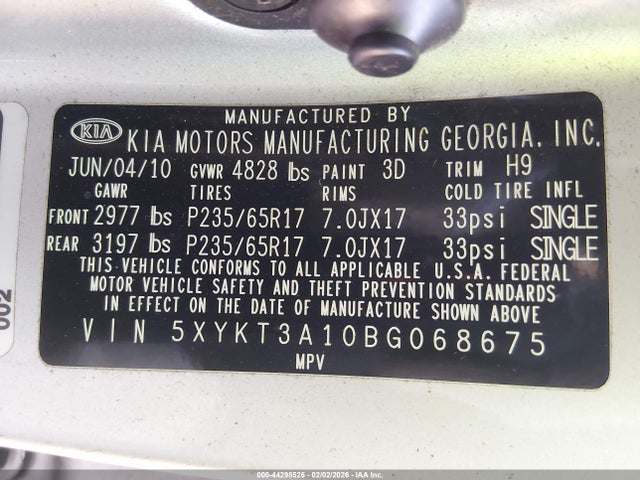 MANUFACTURED BY
KIA KIA MOTORS MANUFACTURING GEORGIA, INC.
JUN/04/10 GVWR 4828 lbs PAINT 3D TRIM H9
GAWR TIRES RIMS COLD TIRE INFL
FRONT 2977 lbs P235/65R17 7.0JX17 33psi SINGLE
REAR 3197 lbs P235/65R17 7.0JX17 33psi SINGLE
THIS VEHICLE CONFORMS TO ALL APPLICABLE U.S.A. FEDERAL
MOTOR VEHICLE SAFETY AND THEFT PREVENTION STANDARDS
IN EFFECT ON THE DATE OF MANUFACTURE SHOWN ABOVE
VIN 5XYKT3A10BG068675
MPV
002
000-44298526 - 02/02/2026 - IAA Inc.